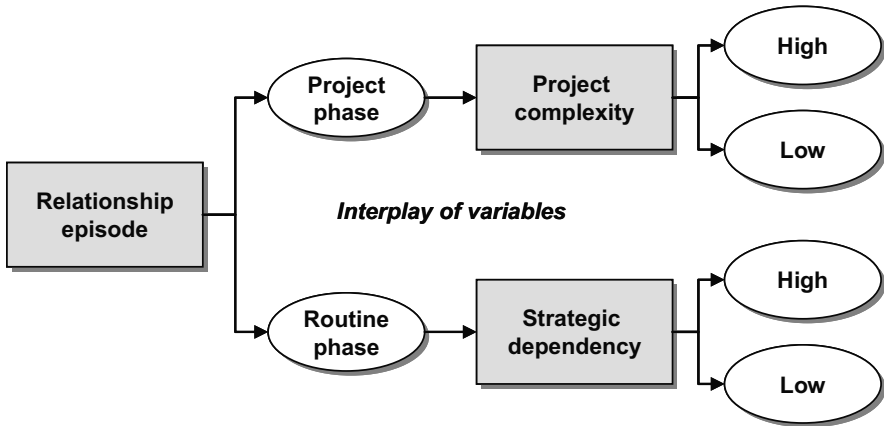 Relationship
episode
Project
phase
Project
complexity
High
Low
Interplay of variables
Routine
phase
Strategic
dependency
High
Low